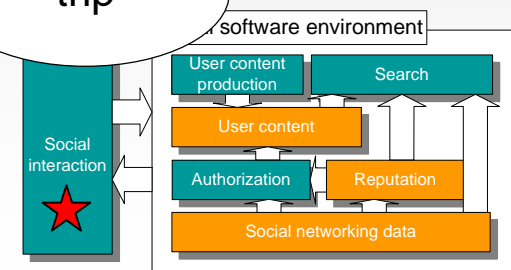 trip
software environment
User content
production
Search
User content
Social
interaction
Authorization
Reputation
Social networking data